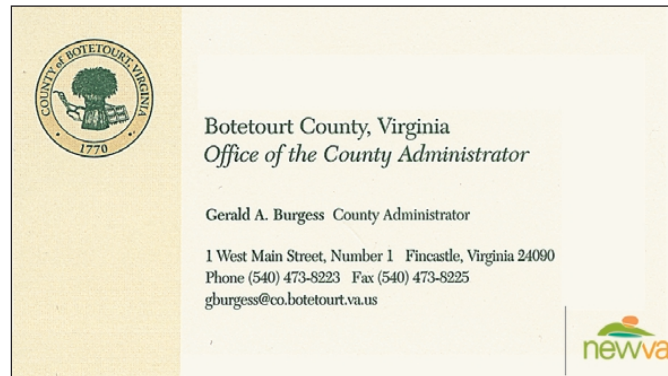 COUNTY of BOTETOURT, VIRGINIA
1770
Botetourt County, Virginia
Office of the County Administrator
Gerald A. Burgess County Administrator
1 West Main Street, Number 1 Fincastle, Virginia 24090
Phone (540) 473-8223 Fax (540) 473-8225
gburgess@co.botetourt.va.us
newva